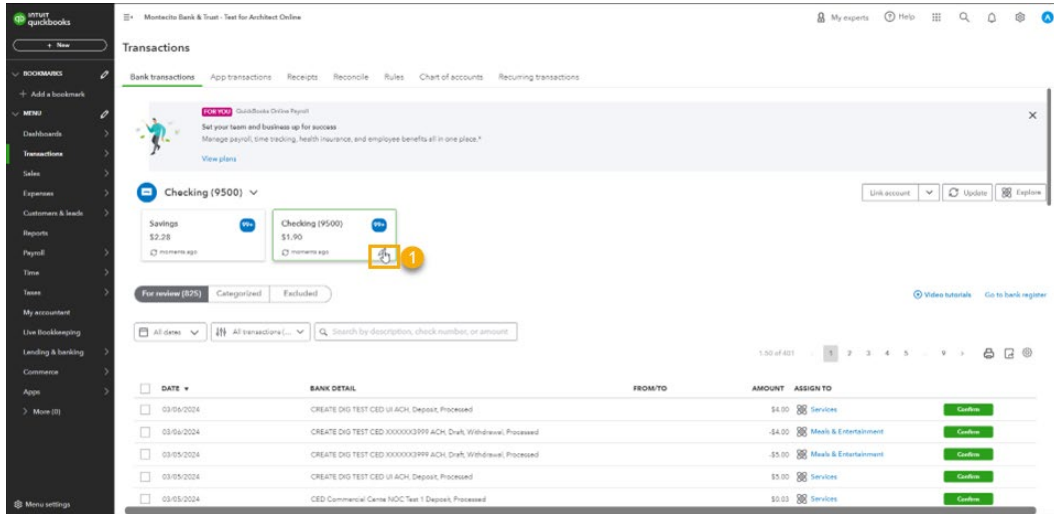 INTUIT
quickbooks
Montecito Bank & Trust - Test for Architect Online
My experts
Help
A
+ New
BOOKMARKS
+ Add a bookmark
MENU
Dashboards
Transactions
Sales
Expenses
Customers & leads
Reports
Payroll
Time
Taxes
My accountant
Live Bookkeeping
Lending & banking
Commerce
Apps
More (0)
Menu settings
Transactions
Bank transactions App transactions Receipts Reconcile Rules Chart of accounts Recurring transactions
FOR YOU QuickBooks Online Payroll
Set your team and business up for success
Manage payroll, time tracking, health insurance, and employee benefits all in one place.*
View plans
Checking (9500)
Link account Update Explore
Savings 99+ Checking (9500) 99+
$2.28 $1.90
moments ago moments ago
1
For review (825) Categorized Excluded
Video tutorials Go to bank register
All dates All transactions (... Search by description, check number, or amount
1-50 of 401 1 2 3 4 5 ... 9
DATE BANK DETAIL FROM/TO AMOUNT ASSIGN TO
03/06/2024 CREATE DIG TEST CED UI ACH, Deposit, Processed $4.00 Services Confirm
03/06/2024 CREATE DIG TEST CED XXXXXX3999 ACH, Draft, Withdrawal, Processed -$4.00 Meals & Entertainment Confirm
03/05/2024 CREATE DIG TEST CED XXXXXX3999 ACH, Draft, Withdrawal, Processed -$5.00 Meals & Entertainment Confirm
03/05/2024 CREATE DIG TEST CED UI ACH, Deposit, Processed $5.00 Services Confirm
03/05/2024 CED Commercial Cente NOC Test 1 Deposit, Processed $0.03 Services Confirm